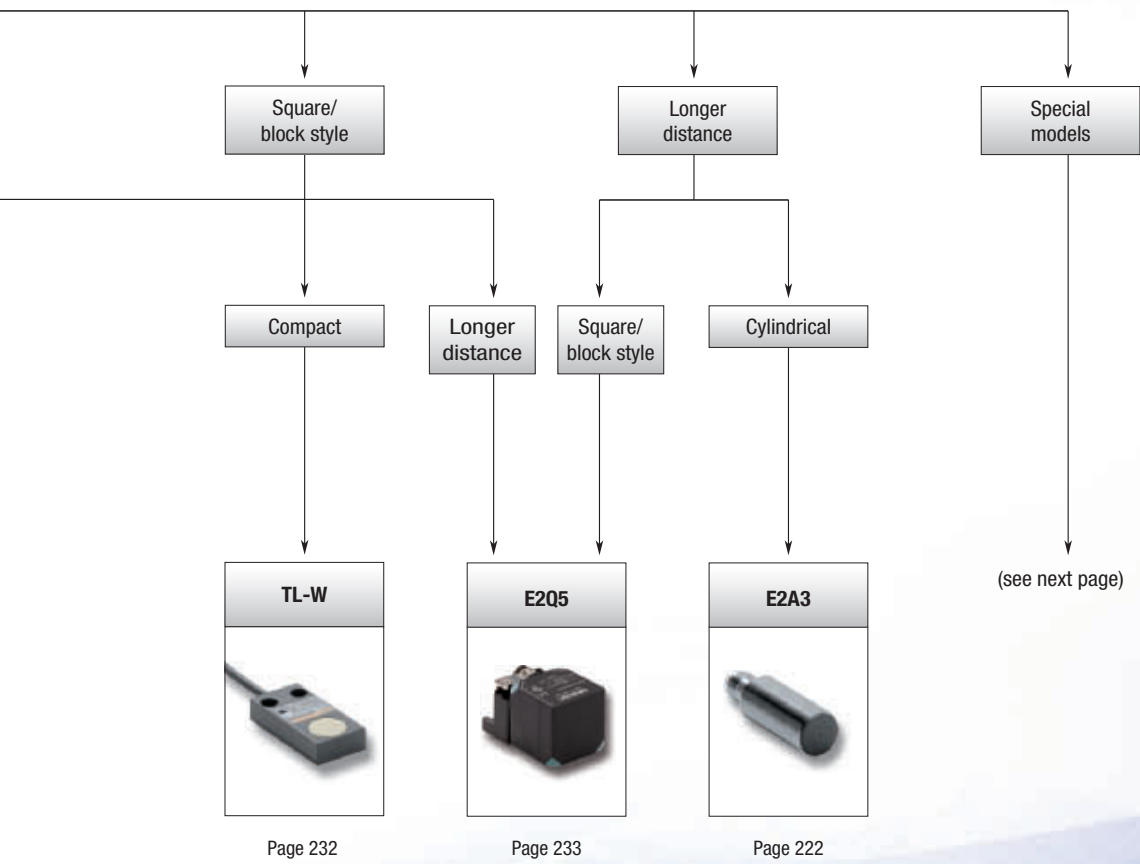 Square/
block style
Longer
distance
Special
models
Compact
Longer
distance
Square/
block style
Cylindrical
TL-W
E2Q5
E2A3
(see next page)
Page 232
Page 233
Page 222